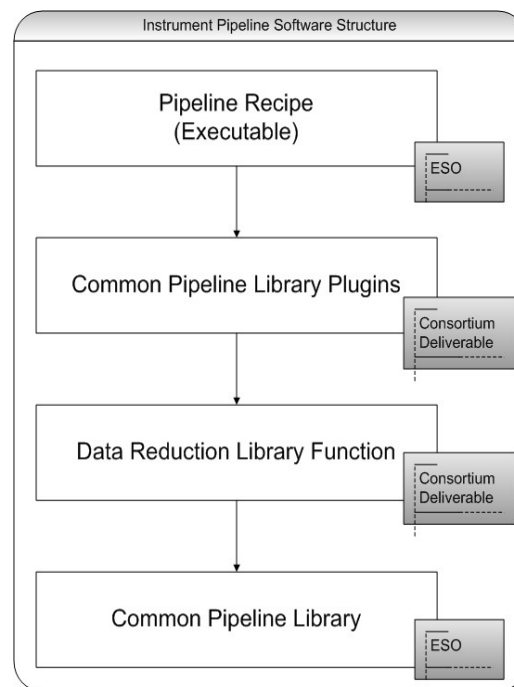 Instrument Pipeline Software Structure
Pipeline Recipe
(Executable)
ESO
Common Pipeline Library Plugins
Consortium
Deliverable
Data Reduction Library Function
Consortium
Deliverable
Common Pipeline Library
ESO